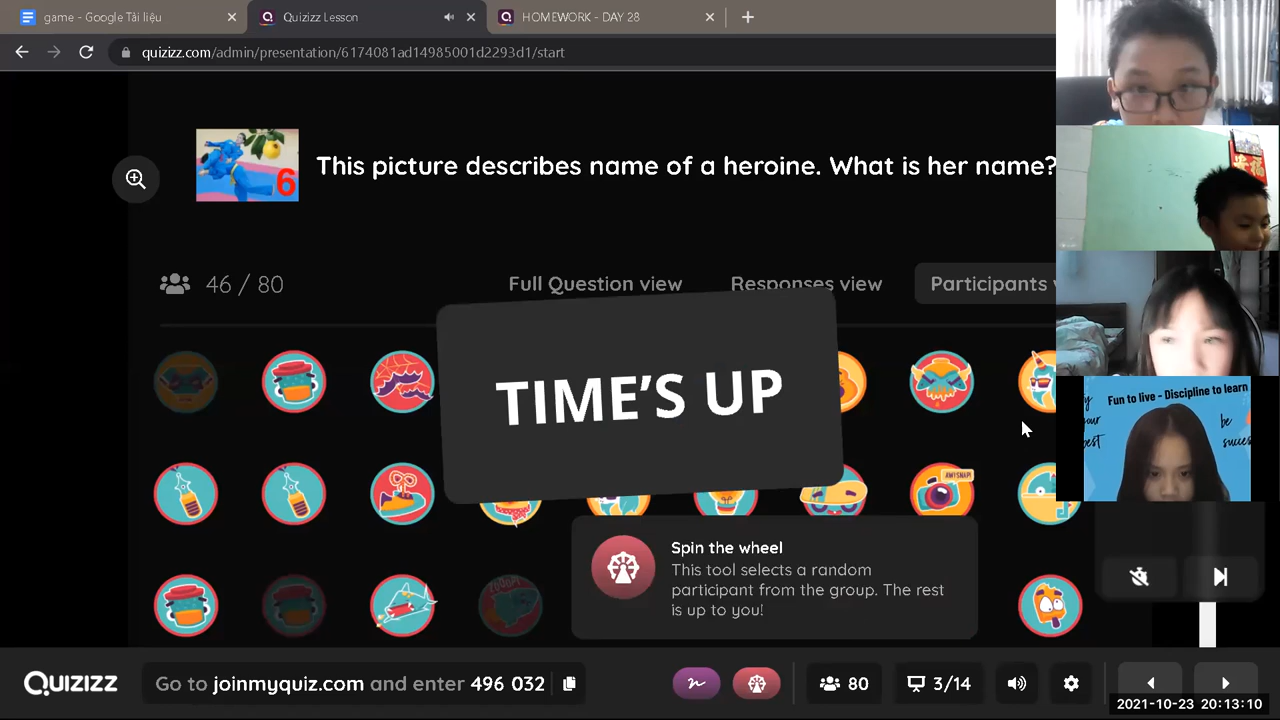 game - Google Tài liệu
Quizizz Lesson
HOMEWORK - DAY 28
quizizz.com/admin/presentation/6174081ad14985001d2293d1/start
6
This picture describes name of a heroine. What is her name?
46 / 80
Full Question view
Responses view
Participants
TIME'S UP
Fun to live - Discipline to learn
be
AWWSNAP!
Spin the wheel
This tool selects a random
participant from the group. The rest
is up to you!
QUIZIZZ
Go to joinmyquiz.com and enter 496 032
80
3/14
2021-10-23 20:13:10